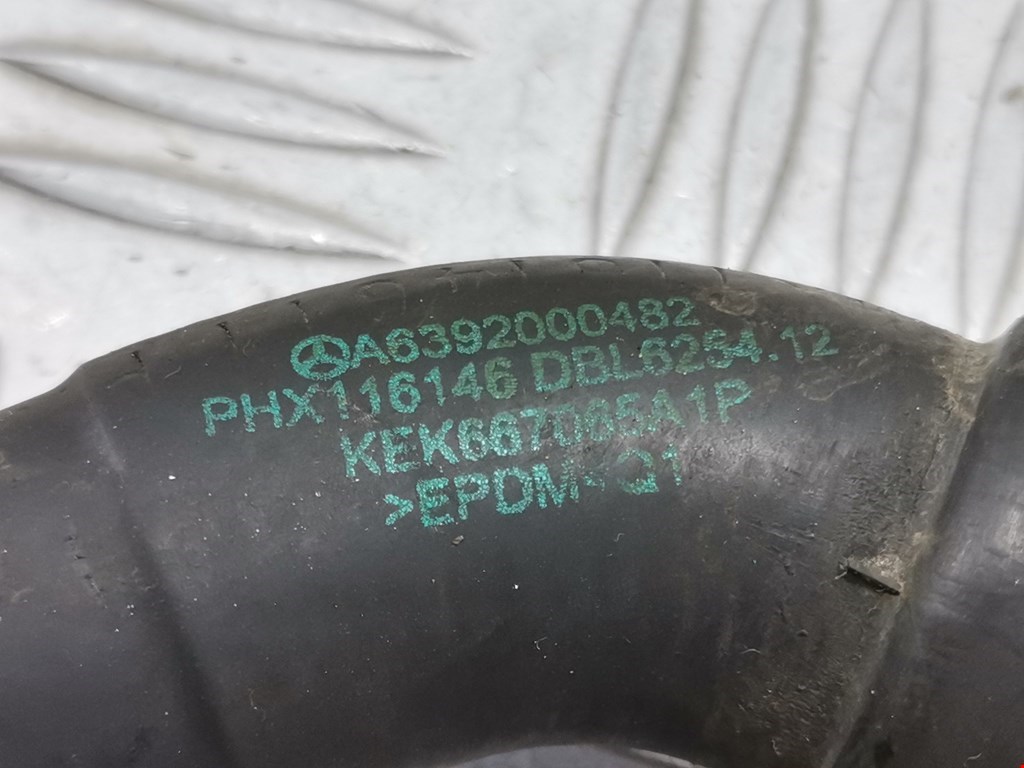 A6392000482
PHX116146 DBL6254.12
KEK667065A1P
>EPDM< Q1